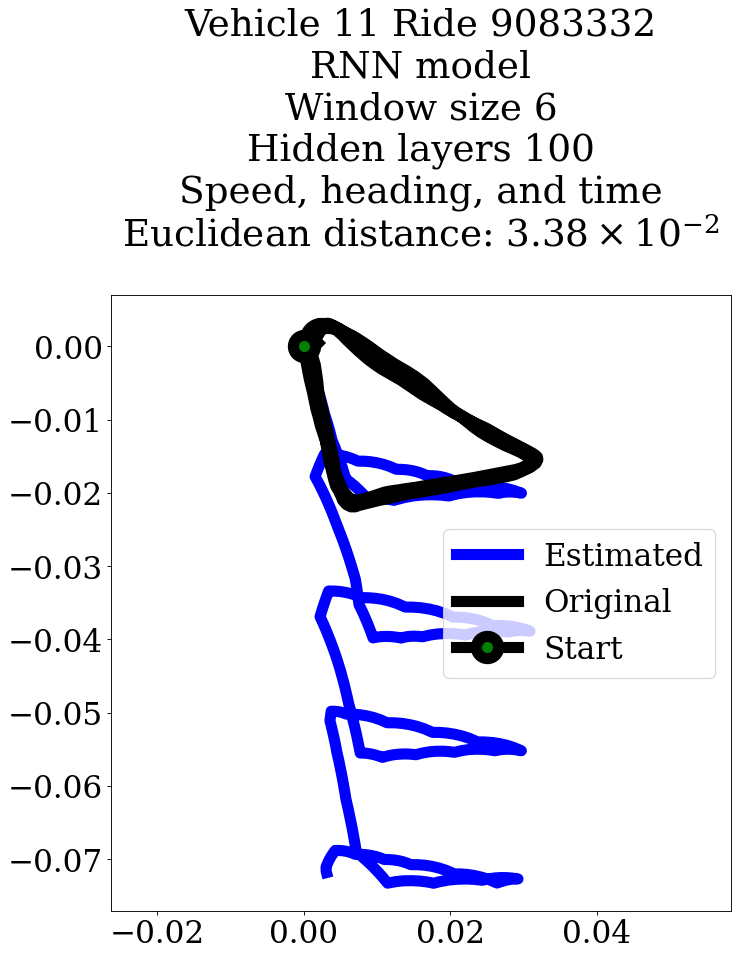 Vehicle 11 Ride 9083332
RNN model
Window size 6
Hidden layers 100
Speed, heading, and time
Euclidean distance: 3.38 × 10⁻²
0.00
−0.01
−0.02
−0.03
−0.04
−0.05
−0.06
−0.07
Estimated
Original
Start
−0.02 0.00 0.02 0.04